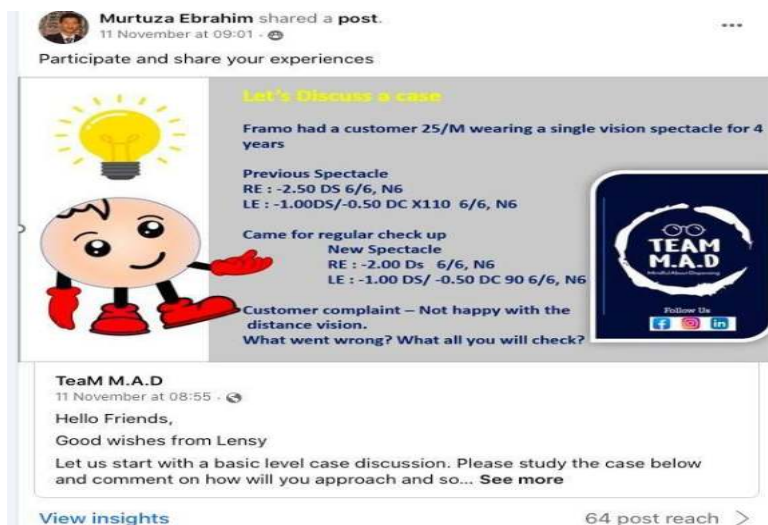 Murtuza Ebrahim shared a post.
11 November at 09:01 ·
Participate and share your experiences
Let's Discuss a case
Framo had a customer 25/M wearing a single vision spectacle for 4
years
Previous Spectacle
RE : -2.50 DS 6/6, N6
LE : -1.00DS/-0.50 DC X110 6/6, N6
Came for regular check up
New Spectacle
RE : -2.00 Ds 6/6, N6
LE : -1.00 DS/ -0.50 DC 90 6/6, N6
Customer complaint – Not happy with the
distance vision.
What went wrong? What all you will check?
TEAM
M.A.D
Mindful About Dispensing
Follow Us
TeaM M.A.D
11 November at 08:55 ·
Hello Friends,
Good wishes from Lensy
Let us start with a basic level case discussion. Please study the case below
and comment on how will you approach and so... See more
View insights
64 post reach